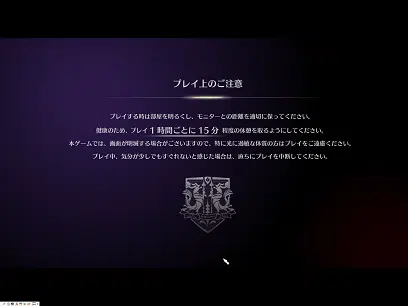 プレイ上のご注意
プレイする時は部屋を明るくし、モニターとの距離を適切に保ってください。
健康のため、プレイ1時間ごとに15分程度の休憩を取るようにしてください。
本ゲームでは、画面が明滅する場合がございますので、特に光に過敏な体質の方はプレイをご遠慮ください。
プレイ中、気分が少しでもすぐれないと感じた場合は、直ちにプレイを中断してください。